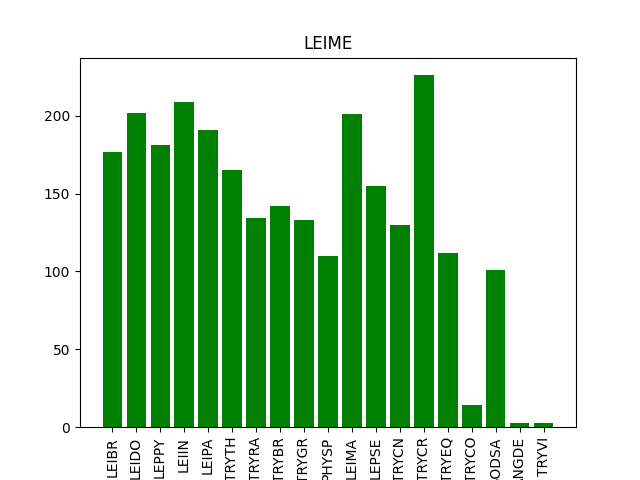 LEIME
200
150
100
50
0
LEIBR
LEIDO
LEPPY
LEIIN
LEIPA
TRYTH
TRYRA
TRYBR
TRYGR
PHYSP
LEIMA
LEPSE
TRYCN
TRYCR
TRYEQ
TRYCO
ODSA
NGDE
TRYVI